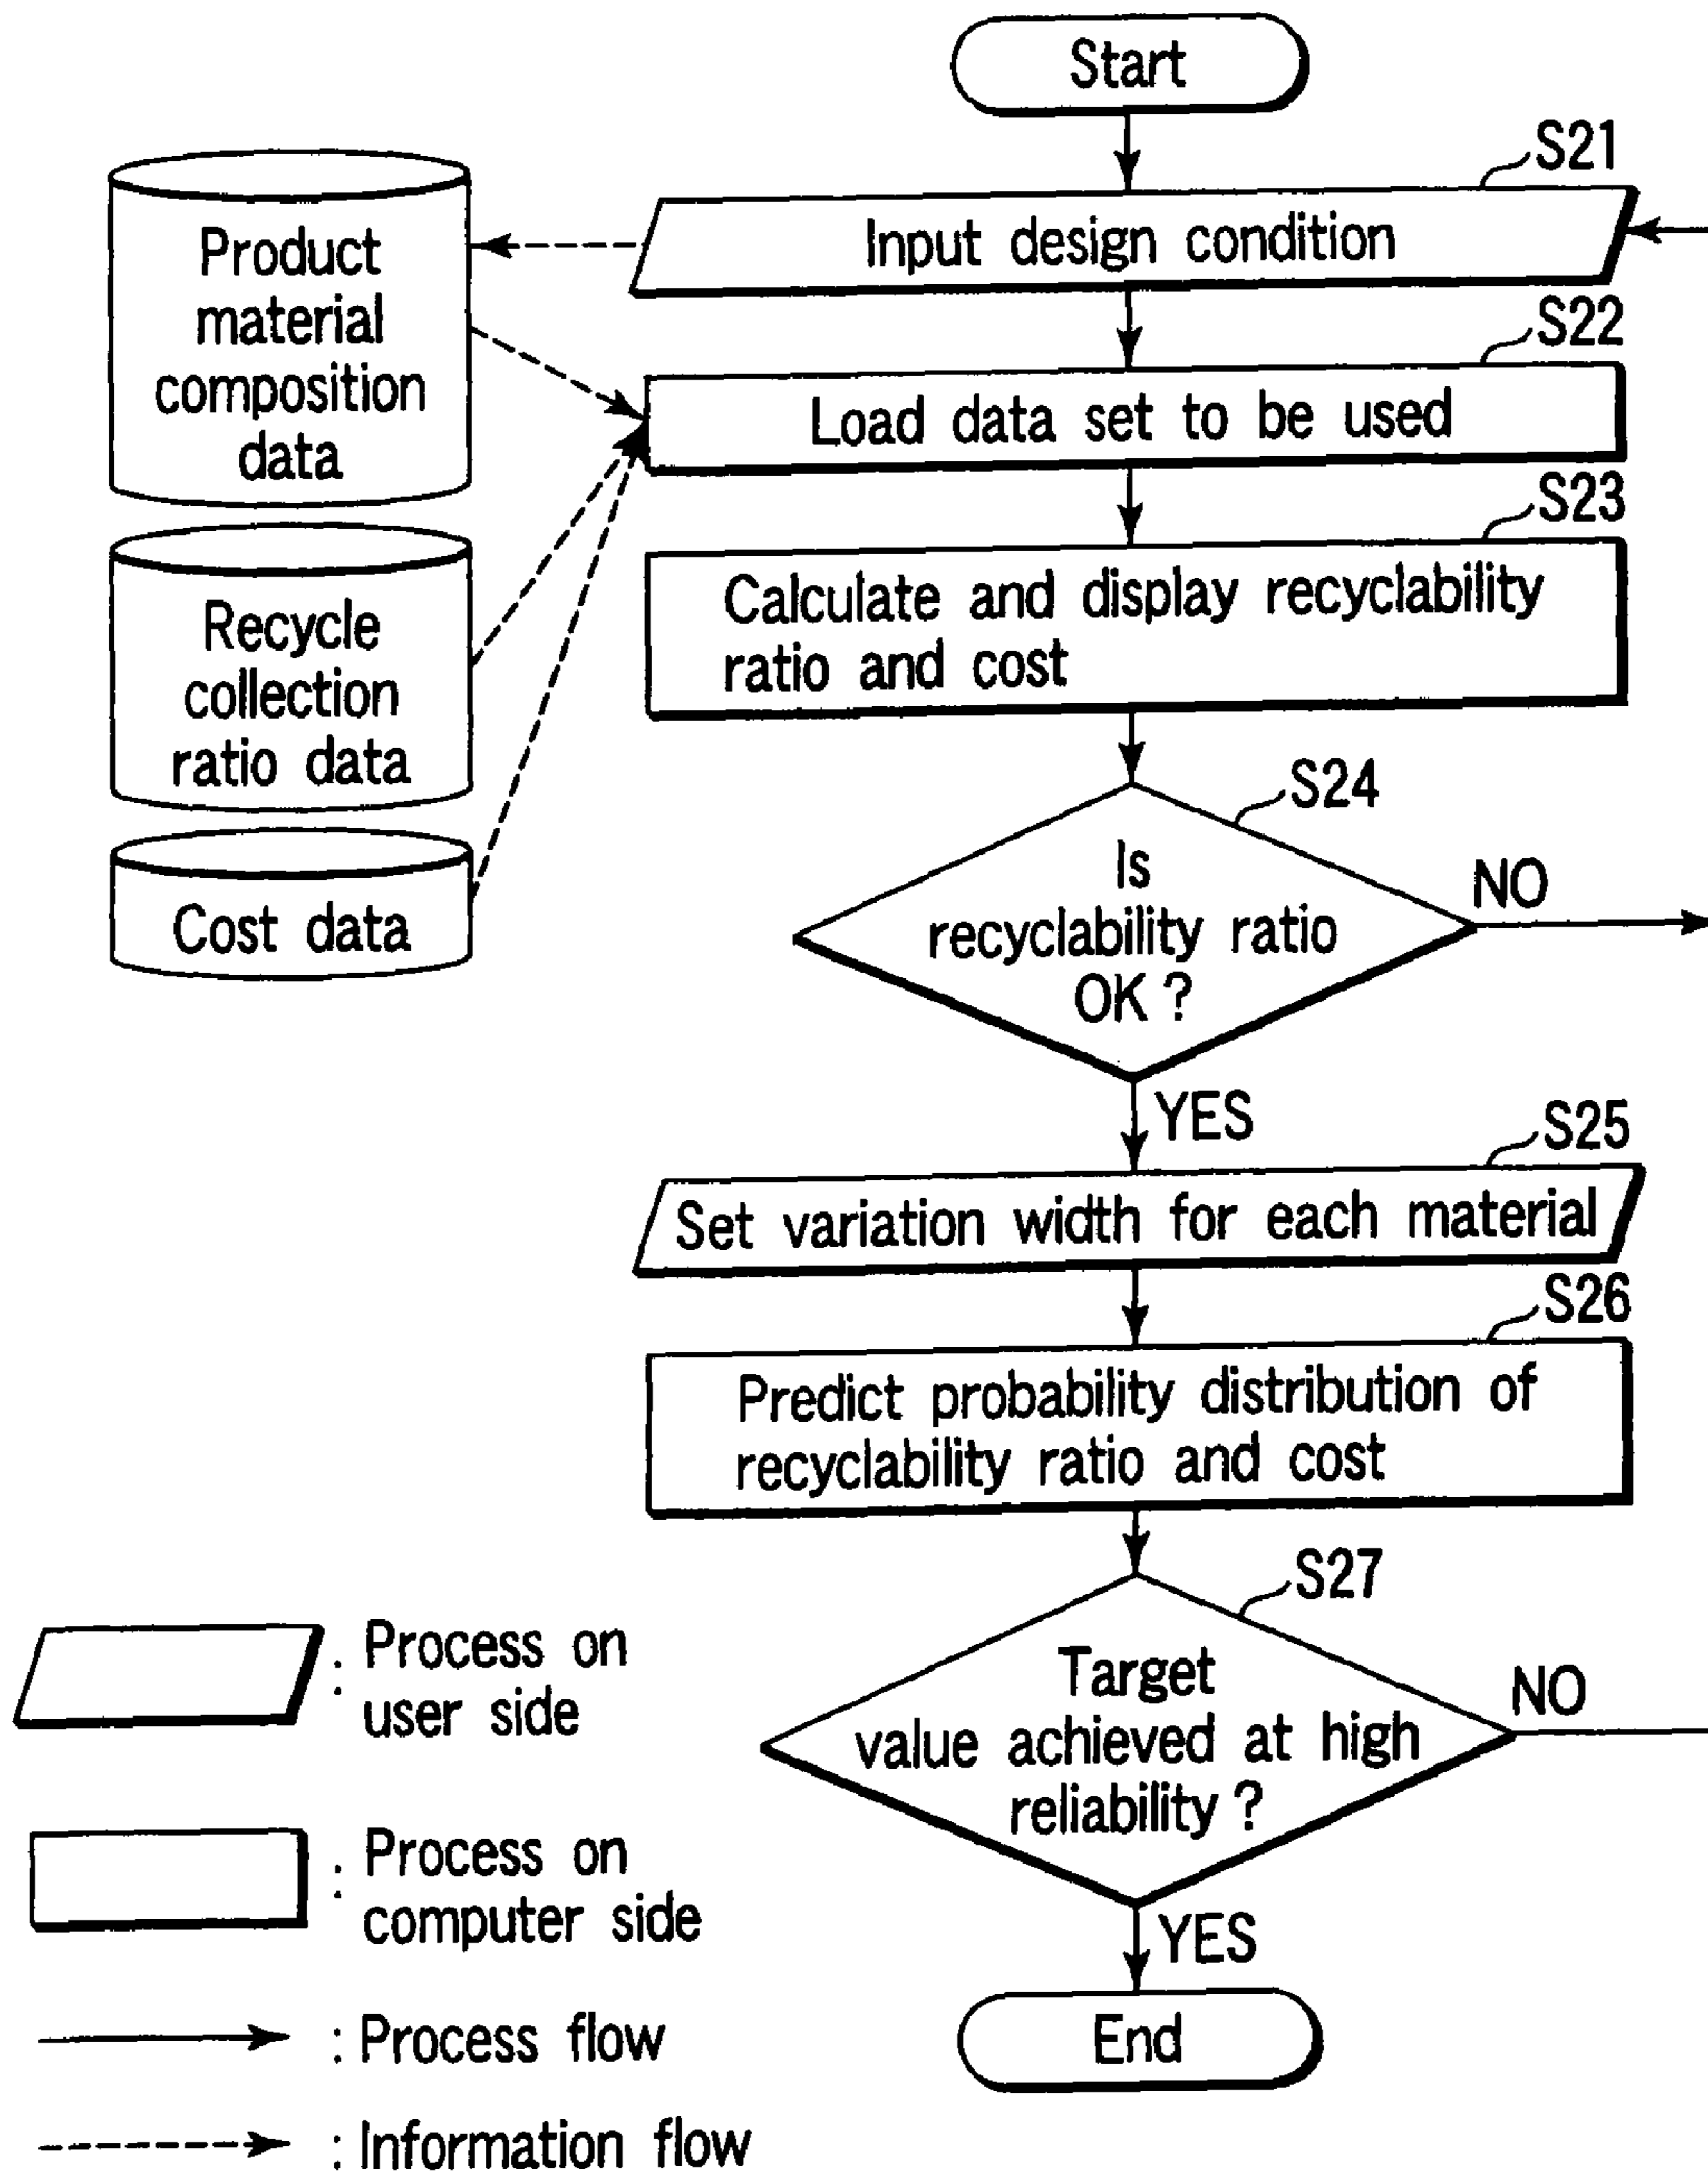 Start
S21
Input design condition
Product
material
composition
data
S22
Load data set to be used
S23
Calculate and display recyclability
ratio and cost
Recycle
collection
ratio data
Cost data
S24
Is
recyclability ratio
OK ?
NO
YES
S25
Set variation width for each material
S26
Predict probability distribution of
recyclability ratio and cost
S27
Target
value achieved at high
reliability ?
NO
YES
End
: Process on
user side
: Process on
computer side
: Process flow
: Information flow